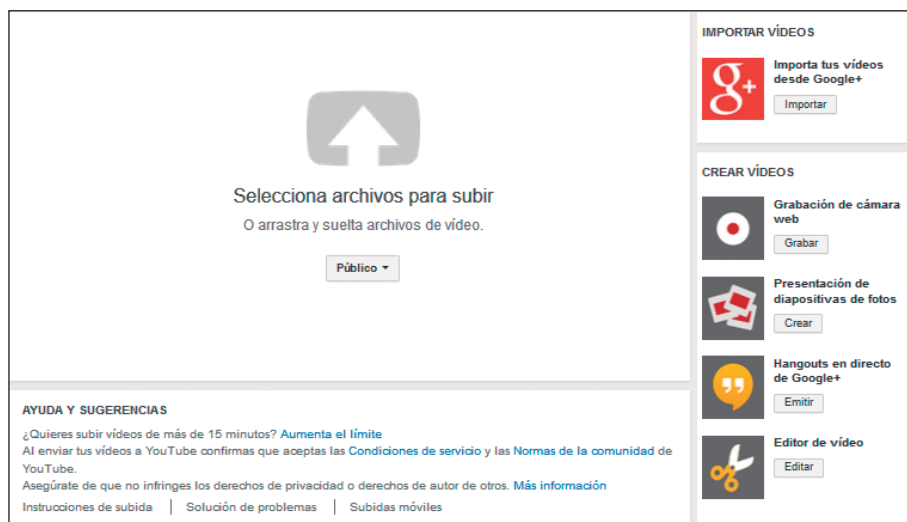 Selecciona archivos para subir
O arrastra y suelta archivos de vídeo.
Público
AYUDA Y SUGERENCIAS
¿Quieres subir vídeos de más de 15 minutos? Aumenta el límite
Al enviar tus vídeos a YouTube confirmas que aceptas las Condiciones de servicio y las Normas de la comunidad de
YouTube.
Asegúrate de que no infringes los derechos de privacidad o derechos de autor de otros. Más información
Instrucciones de subida | Solución de problemas | Subidas móviles
IMPORTAR VÍDEOS
g+
Importa tus vídeos
desde Google+
Importar
CREAR VÍDEOS
Grabación de cámara
web
Grabar
Presentación de
diapositivas de fotos
Crear
Hangouts en directo
de Google+
Emitir
Editor de vídeo
Editar